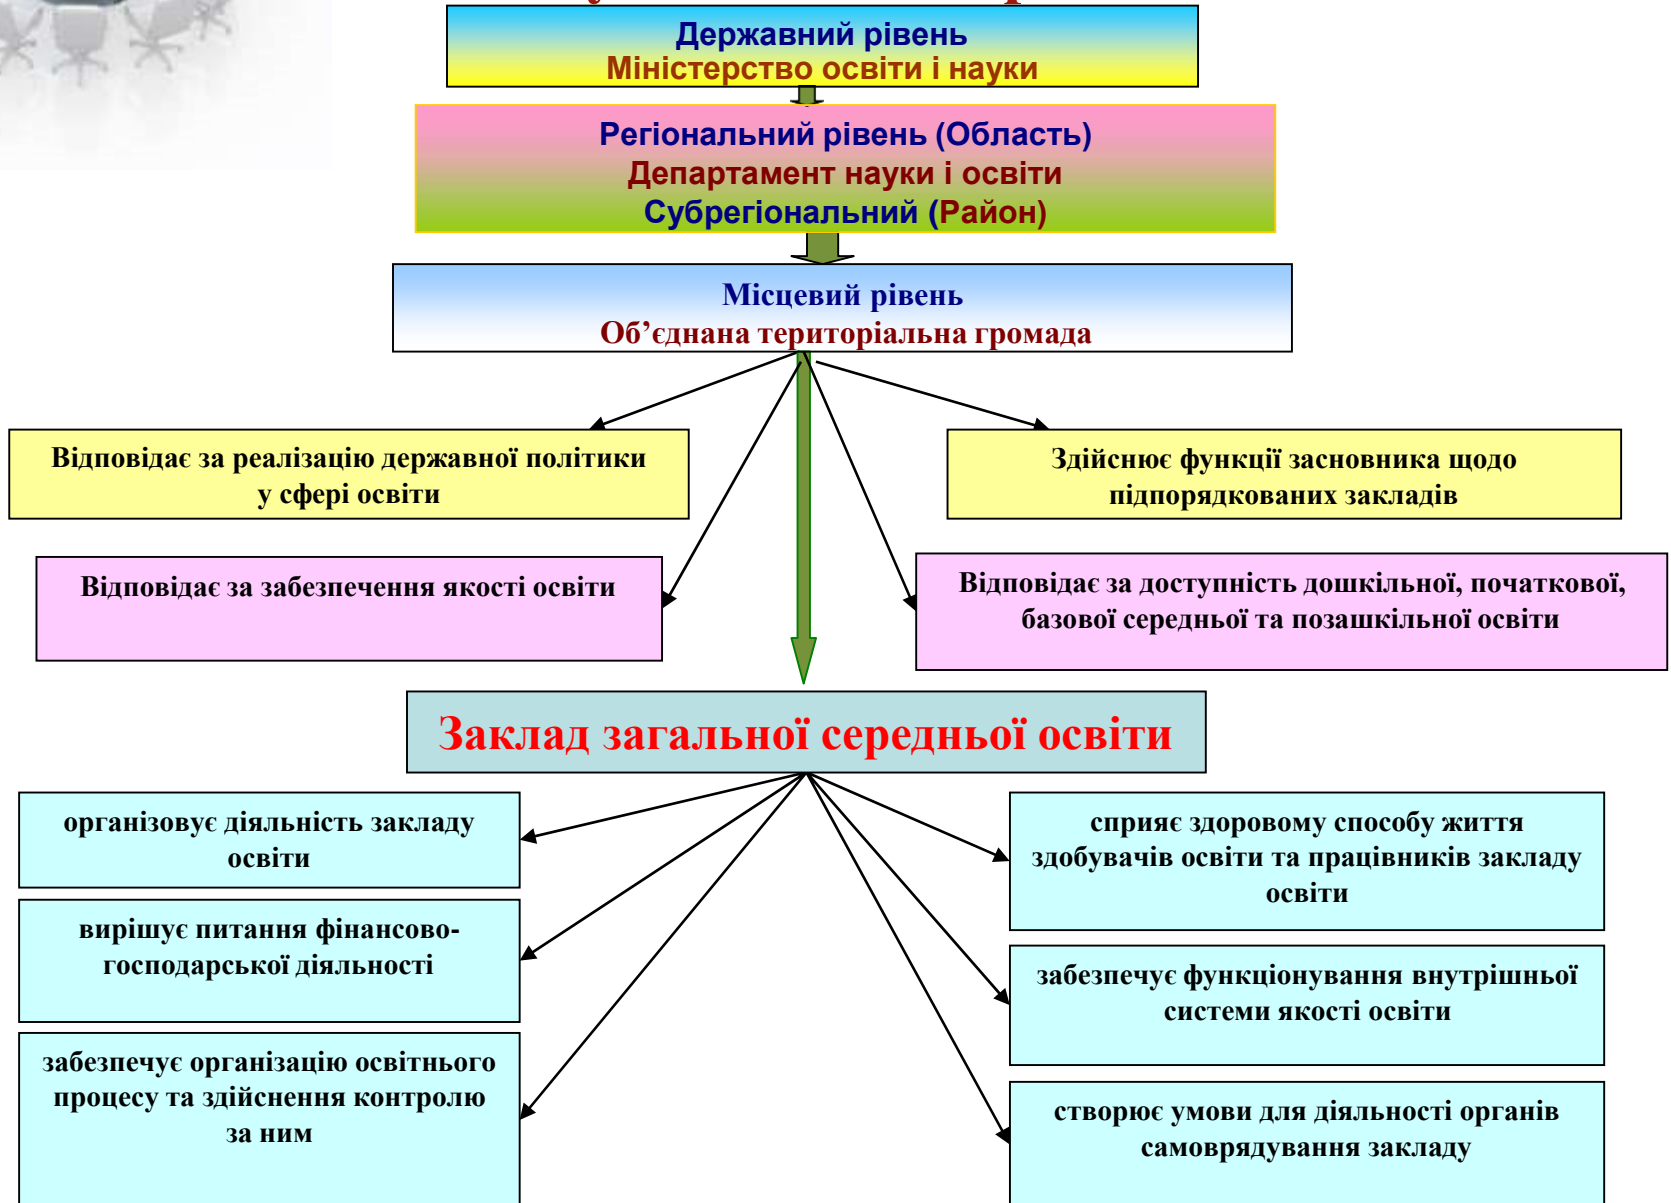 Державний рівень
Міністерство освіти і науки
Регіональний рівень (Область)
Департамент науки і освіти
Субрегіональний (Район)
Місцевий рівень
Об’єднана територіальна громада
Відповідає за реалізацію державної політики
у сфері освіти
Здійснює функції засновника щодо
підпорядкованих закладів
Відповідає за забезпечення якості освіти
Відповідає за доступність дошкільної, початкової,
базової середньої та позашкільної освіти
Заклад загальної середньої освіти
організовує діяльність закладу
освіти
вирішує питання фінансово-
господарської діяльності
забезпечує організацію освітнього
процесу та здійснення контролю
за ним
сприяє здоровому способу життя
здобувачів освіти та працівників закладу
освіти
забезпечує функціонування внутрішньої
системи якості освіти
створює умови для діяльності органів
самоврядування закладу